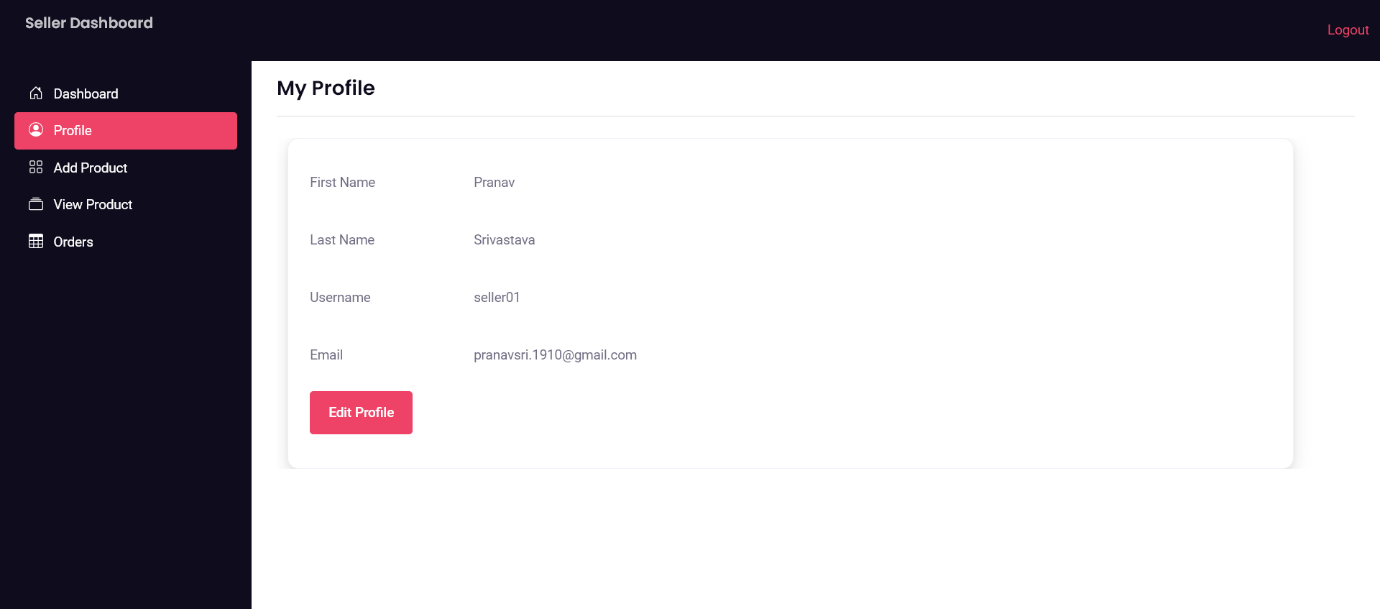 Seller Dashboard
Logout
Dashboard
Profile
Add Product
View Product
Orders
My Profile
First Name Pranav
Last Name Srivastava
Username seller01
Email pranavsri.1910@gmail.com
Edit Profile